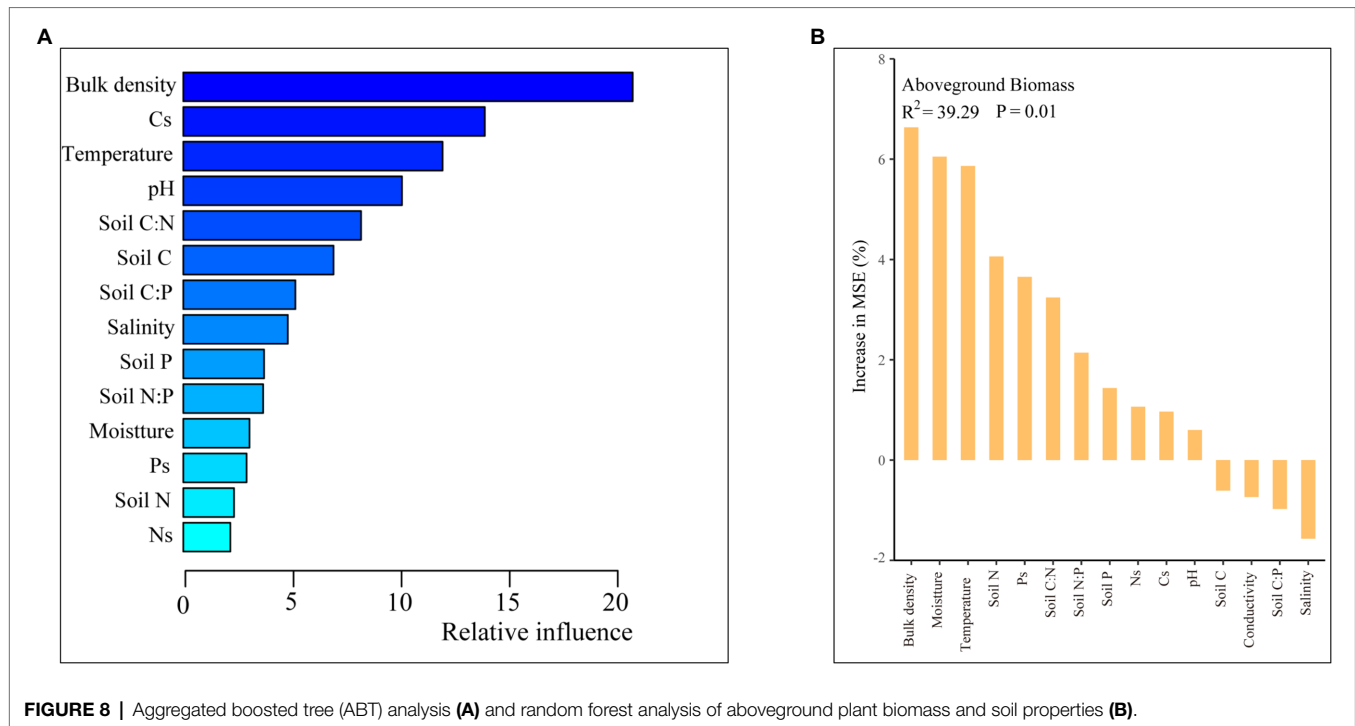 A
Bulk density
Cs
Temperature
pH
Soil C:N
Soil C
Soil C:P
Salinity
Soil P
Soil N:P
Moistture
Ps
Soil N
Ns
0 5 10 15 20
Relative influence
B
Aboveground Biomass
R² = 39.29 P = 0.01
Increase in MSE (%)
8
6
4
2
0
-2
Bulk density
Moistture
Temperature
Soil N
Ps
Soil C:N
Soil N:P
Soil P
Ns
Cs
pH
Soil C
Conductivity
Soil C:P
Salinity
FIGURE 8 | Aggregated boosted tree (ABT) analysis (A) and random forest analysis of aboveground plant biomass and soil properties (B).